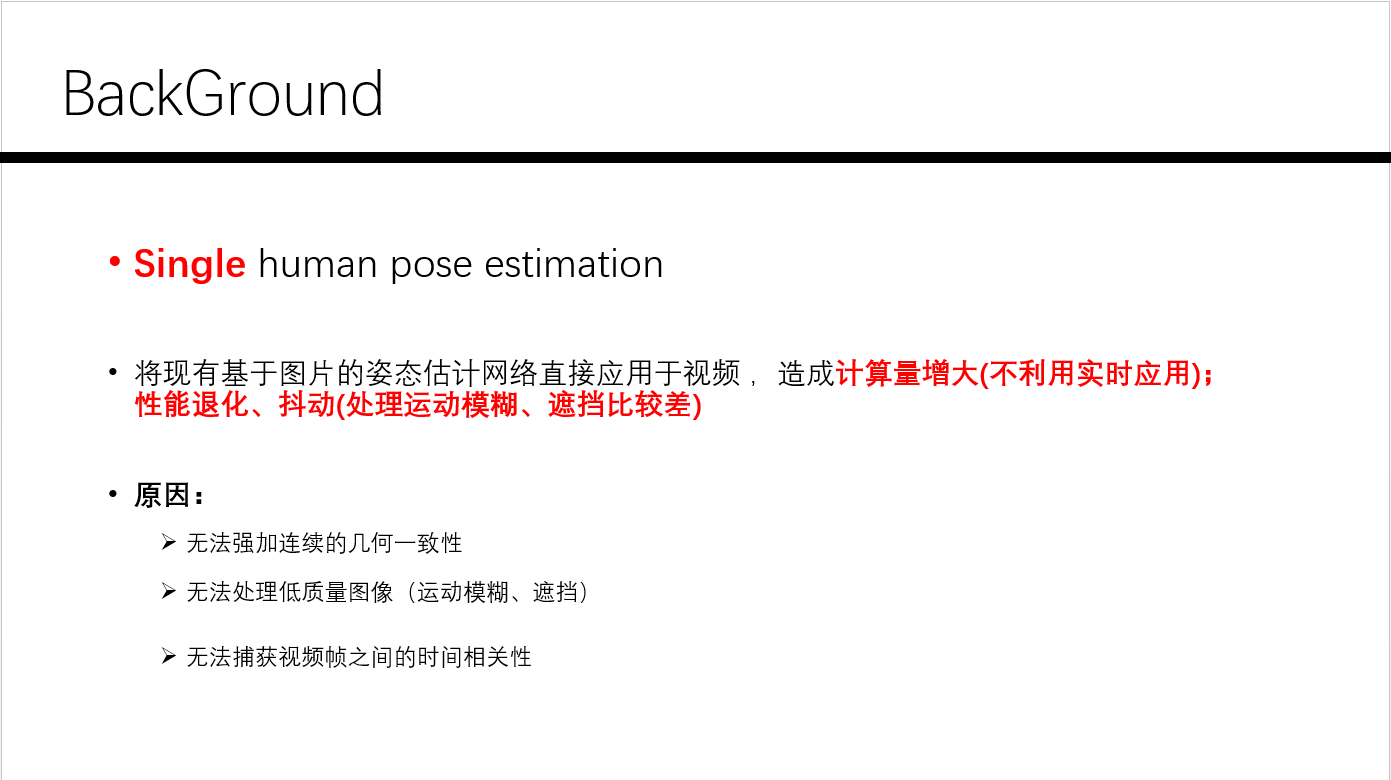 BackGround
• Single human pose estimation
• 将现有基于图片的姿态估计网络直接应用于视频，造成计算量增大(不利用实时应用);
性能退化、抖动(处理运动模糊、遮挡比较差)
• 原因：
➢ 无法强加连续的几何一致性
➢ 无法处理低质量图像（运动模糊、遮挡）
➢ 无法捕获视频帧之间的时间相关性